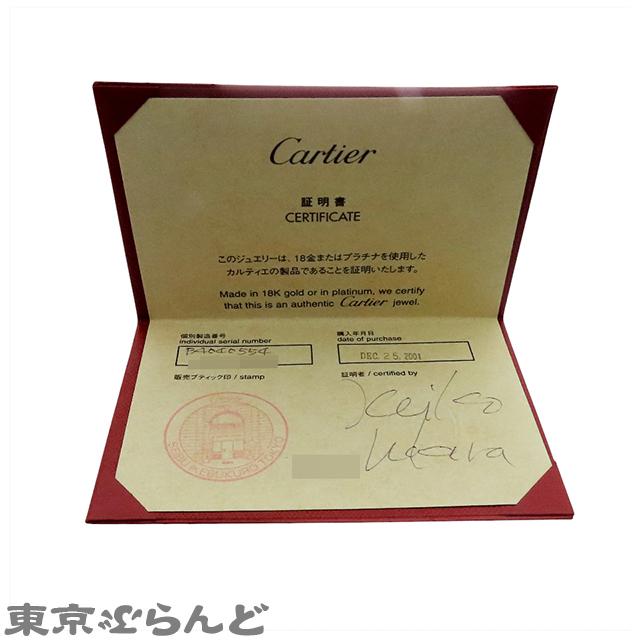 Cartier
証明書
CERTIFICATE
このジュエリーは、18金またはプラチナを使用した
カルティエの製品であることを証明いたします。
Made in 18K gold or in platinum, we certify
that this is an authentic Cartier jewel.
個別製造番号
individual serial number
購入年月日
date of purchase
DEC. 25. 2001
販売ブティック印 / stamp
証明者 / certified by
Keiko
SEIBU IKEBUKURO TOKYO
東京ぶらんど